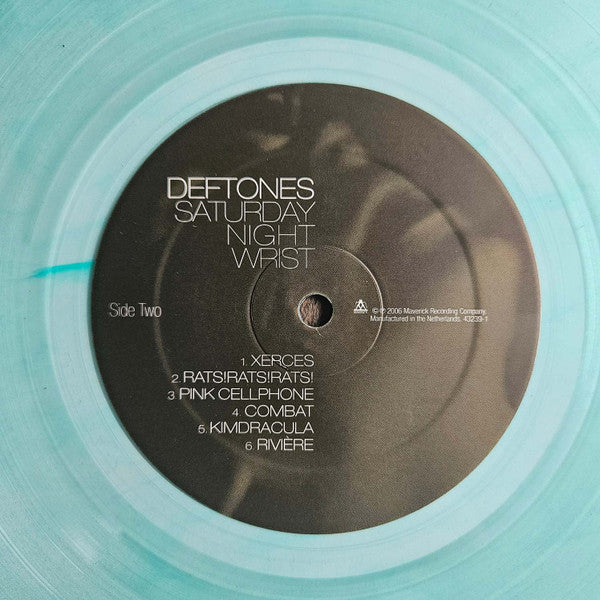 DEFTONES
SATURDAY
NIGHT
WRIST
Side Two
℗ © 2006 Maverick Recording Company.
Manufactured in the Netherlands. 43239-1
1. XERCES
2. RATS!RATS!RATS!
3. PINK CELLPHONE
4. COMBAT
5. KIMDRACULA
6. RIVIÈRE